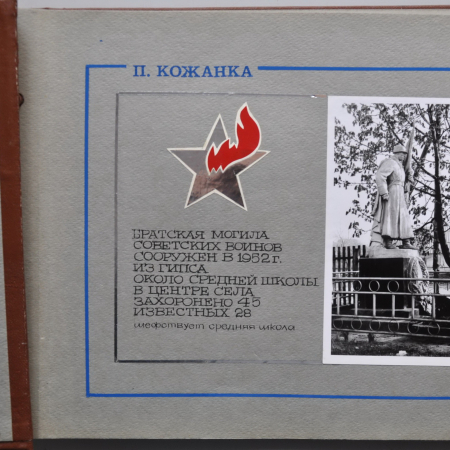 П. КОЖАНКА
БРАТСКАЯ МОГИЛА
СОВЕТСКИХ ВОИНОВ
СООРУЖЕН В 1952 г.
ИЗ ГИПСА
ОКОЛО СРЕДНЕЙ ШКОЛЫ
В ЦЕНТРЕ СЕЛА
ЗАХОРОНЕНО 45
ИЗВЕСТНЫХ 28
шефствует средняя школа